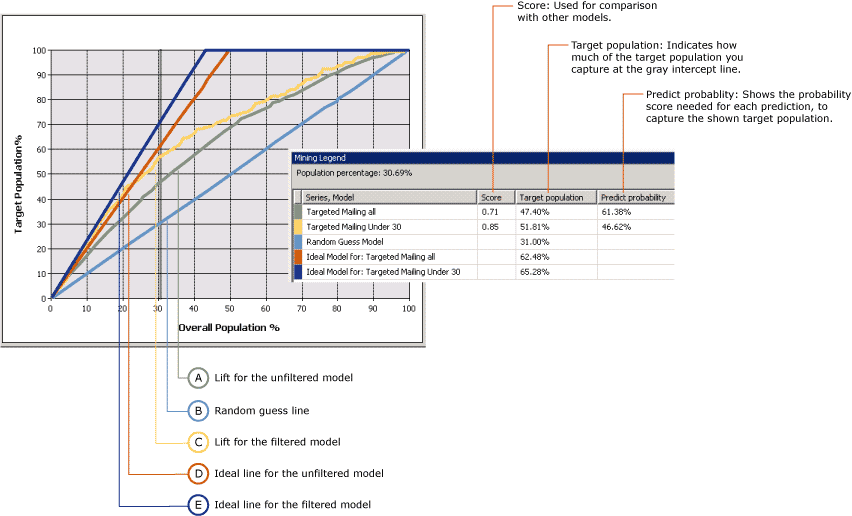 Score: Used for comparison
with other models.
Target population: Indicates how
much of the target population you
capture at the gray intercept line.
Predict probablity: Shows the probability
score needed for each prediction, to
capture the shown target population.
Target Population %
100
90
80
70
60
50
40
30
20
10
0
0 10 20 30 40 50 60 70 80 90 100
Overall Population %
Mining Legend
Population percentage: 30.69%
Series, Model Score Target population Predict probability
Targeted Mailing all 0.71 47.40% 61.38%
Targeted Mailing Under 30 0.85 51.81% 46.62%
Random Guess Model 31.00%
Ideal Model for: Targeted Mailing all 62.48%
Ideal Model for: Targeted Mailing Under 30 65.28%
A Lift for the unfiltered model
B Random guess line
C Lift for the filtered model
D Ideal line for the unfiltered model
E Ideal line for the filtered model